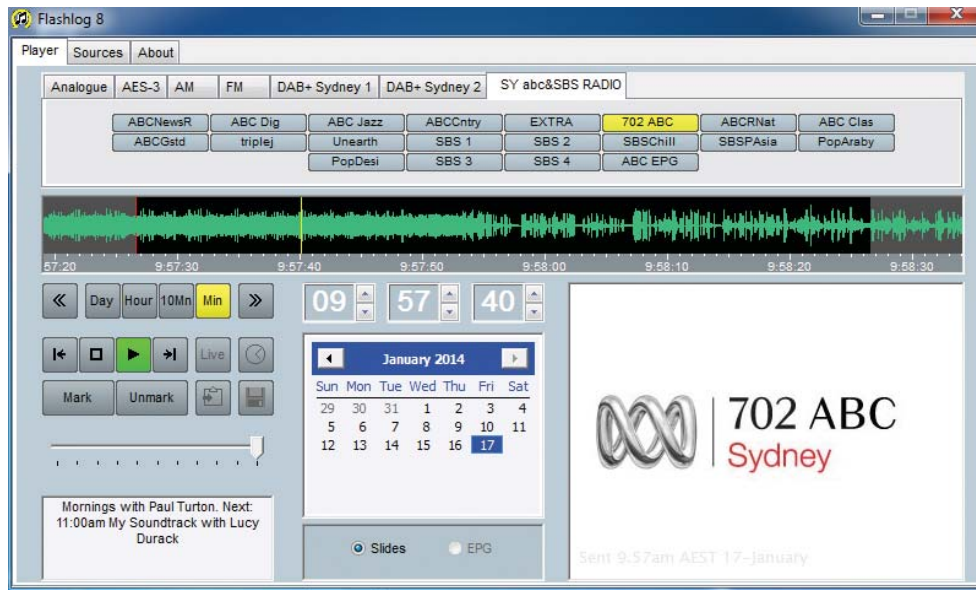 Flashlog 8
Player Sources About
Analogue AES-3 AM FM DAB+ Sydney 1 DAB+ Sydney 2 SY abc&SBS RADIO
ABCNewsR ABC Dig ABC Jazz ABCCntry EXTRA 702 ABC ABCRNat ABC Clas
ABCGstd triplej Unearth SBS 1 SBS 2 SBSChill SBSPAsia PopAraby
PopDesi SBS 3 SBS 4 ABC EPG
57:20 9:57:30 9:57:40 9:57:50 9:58:00 9:58:10 9:58:20 9:58:30
Day Hour 10Mn Min
09 57 40
Live
Mark Unmark
January 2014
Sun Mon Tue Wed Thu Fri Sat
29 30 31 1 2 3 4
5 6 7 8 9 10 11
12 13 14 15 16 17
702 ABC
Sydney
Mornings with Paul Turton. Next:
11:00am My Soundtrack with Lucy
Durack
Slides EPG
Sent 9.57am AEST 17-January